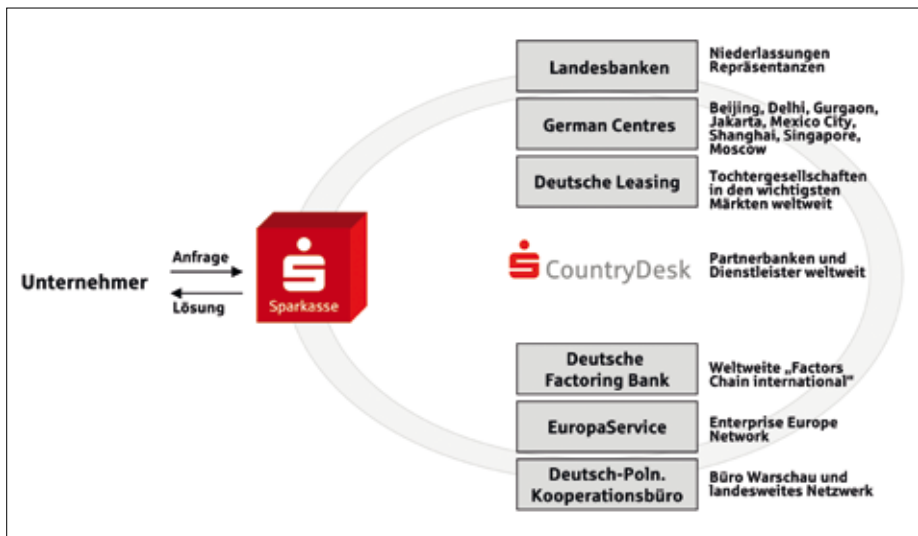 Unternehmer
Anfrage
Lösung
Sparkasse
Landesbanken
Niederlassungen
Repräsentanzen
German Centres
Beijing, Delhi, Gurgaon,
Jakarta, Mexico City,
Shanghai, Singapore,
Moscow
Deutsche Leasing
Tochtergesellschaften
in den wichtigsten
Märkten weltweit
CountryDesk
Partnerbanken und
Dienstleister weltweit
Deutsche
Factoring Bank
Weltweite „Factors
Chain international“
EuropaService
Enterprise Europe
Network
Deutsch-Poln.
Kooperationsbüro
Büro Warschau und
landesweites Netzwerk